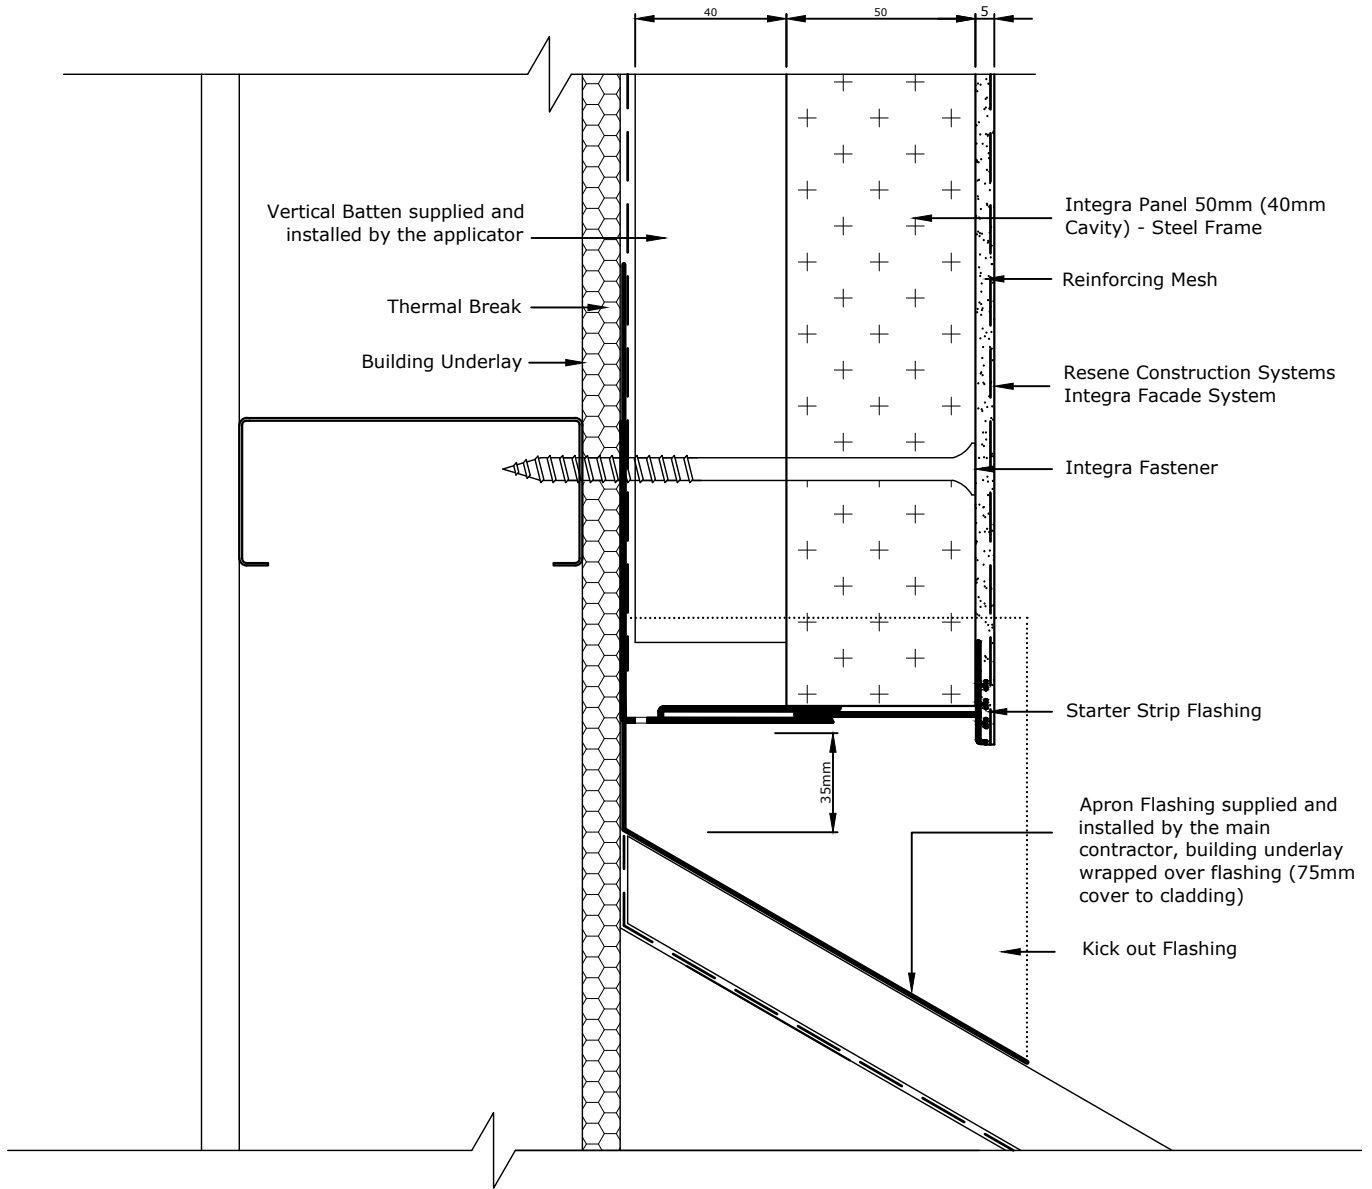 40
50
5
Vertical Batten supplied and
installed by the applicator
Thermal Break
Building Underlay
Integra Panel 50mm (40mm
Cavity) - Steel Frame
Reinforcing Mesh
Resene Construction Systems
Integra Facade System
Integra Fastener
Starter Strip Flashing
35mm
Apron Flashing supplied and
installed by the main
contractor, building underlay
wrapped over flashing (75mm
cover to cladding)
Kick out Flashing